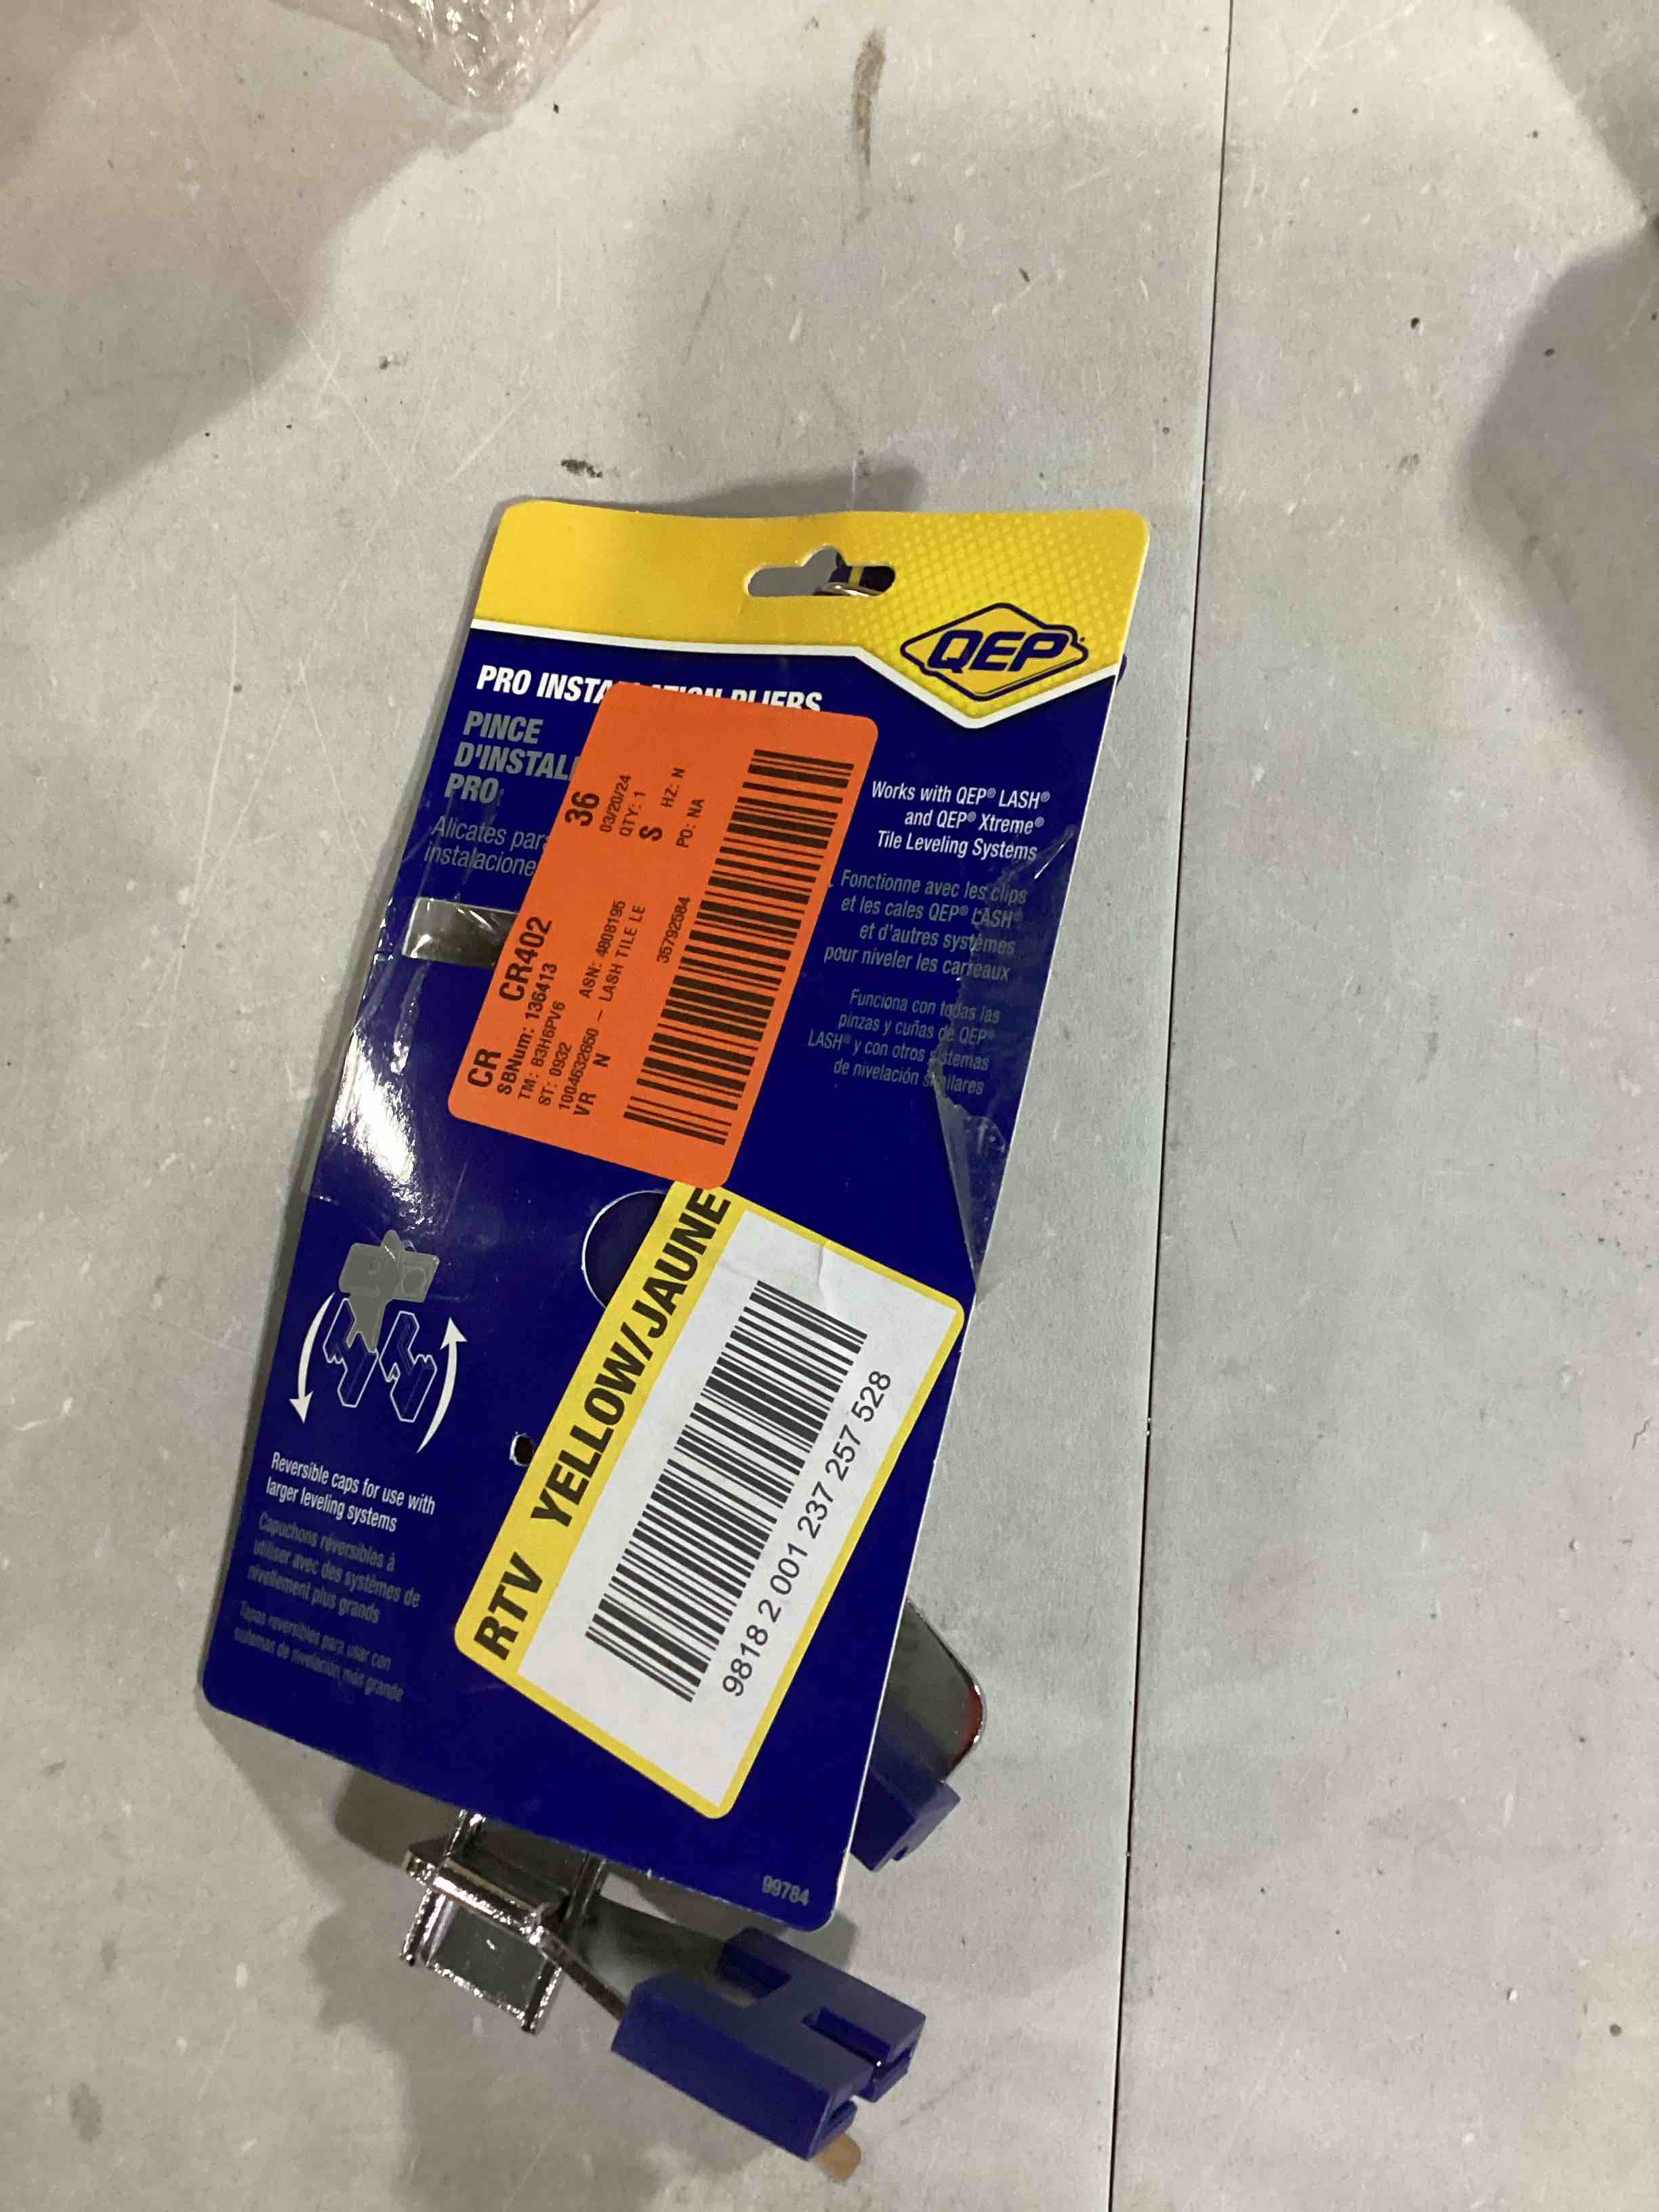 QEP
PRO INSTALLATION PLIERS
PINCE
D'INSTAL
PRO
Alicates para
instalacione
Works with QEP® LASH®
and QEP® Xtreme®
Tile Leveling Systems
Fonctionne avec les clips
et les cales QEP® LASH®
et d'autres systèmes
pour niveler les carreaux
Funciona con todas las
pinzas y cuñas de QEP®
LASH® y con otros sistemas
de nivelación similares
CR CR402 36
SBNum: 136413 03/20/24
TM: B3H6PV6 QTY: 1
ST: 0932 ASN: 4808195 S HZ: N
1004632650 - LASH TILE LE
VR N PO: NA
35792584
RTV YELLOW/JAUNE
9818 2 001 237 257 528
Reversible caps for use with
larger leveling systems
Capuchons réversibles à
utiliser avec des systèmes de
nivellement plus grands
Tapas reversibles para usar con
sistemas de nivelación más grande
99784